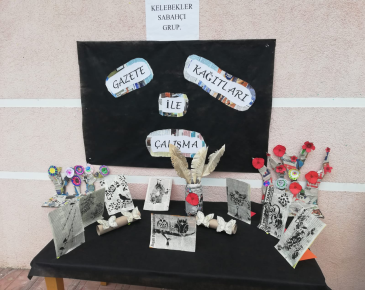 KELEBEKLER
SABAHÇI
GRUP
GAZETE
KAĞITLARI
İLE
ÇALIŞMA